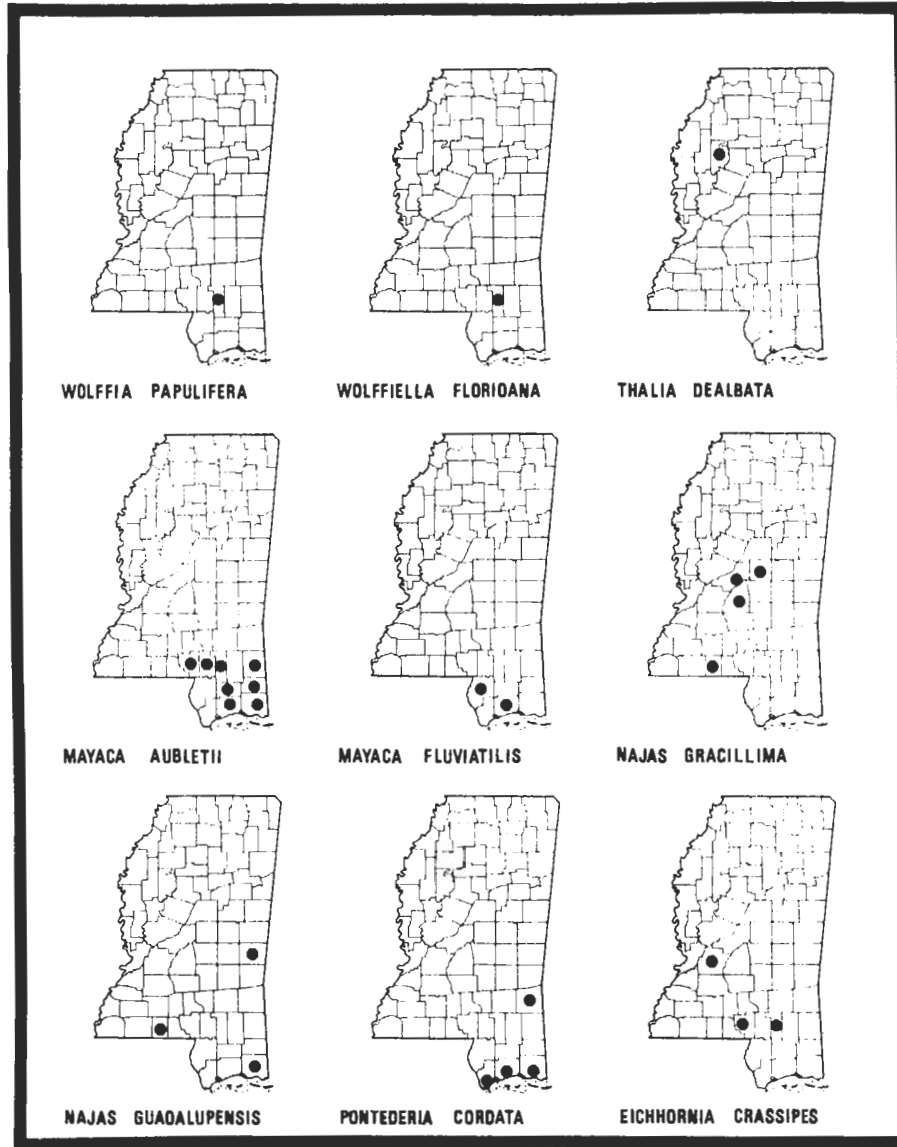 WOLFFIA PAPULIFERA
WOLFFIELLA FLORIDANA
THALIA DEALBATA
MAYACA AUBLETII
MAYACA FLUVIATILIS
NAJAS GRACILLIMA
NAJAS GUADALUPENSIS
PONTEDERIA CORDATA
EICHHORNIA CRASSIPES